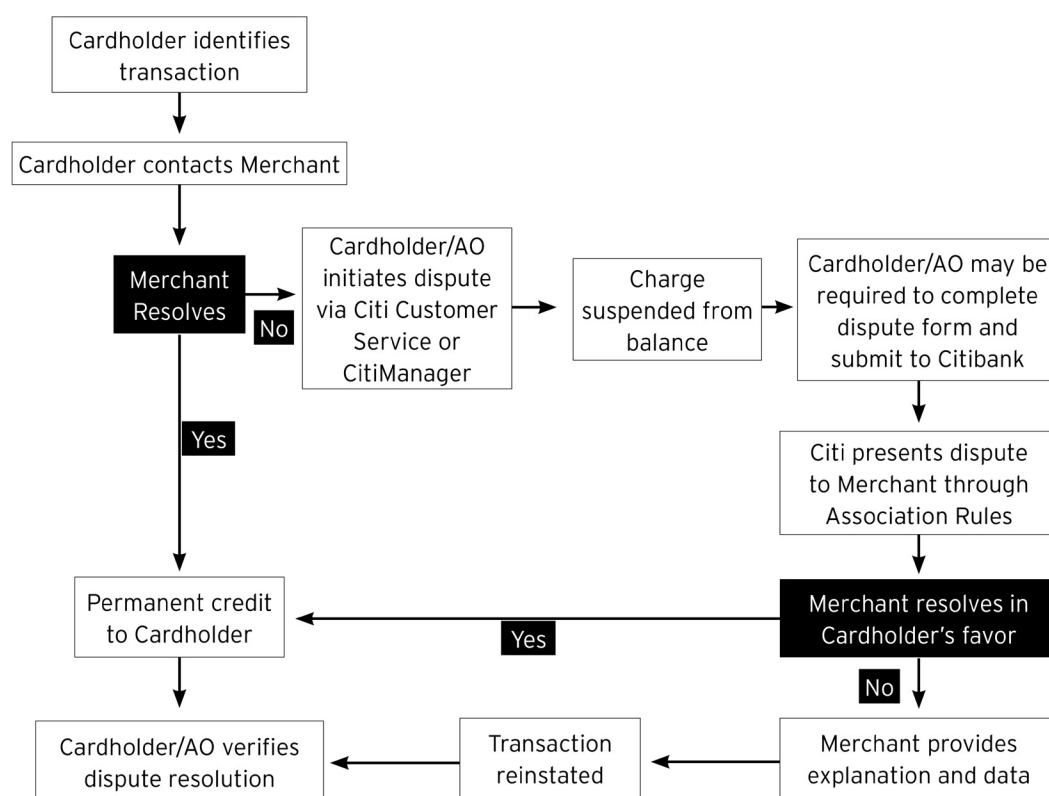 Cardholder identifies
transaction
Cardholder contacts Merchant
Merchant
Resolves
No
Cardholder/AO
initiates dispute
via Citi Customer
Service or
CitiManager
Charge
suspended from
balance
Cardholder/AO may be
required to complete
dispute form and
submit to Citibank
Yes
Citi presents dispute
to Merchant through
Association Rules
Permanent credit
to Cardholder
Yes
Merchant resolves in
Cardholder's favor
No
Cardholder/AO verifies
dispute resolution
Transaction
reinstated
Merchant provides
explanation and data